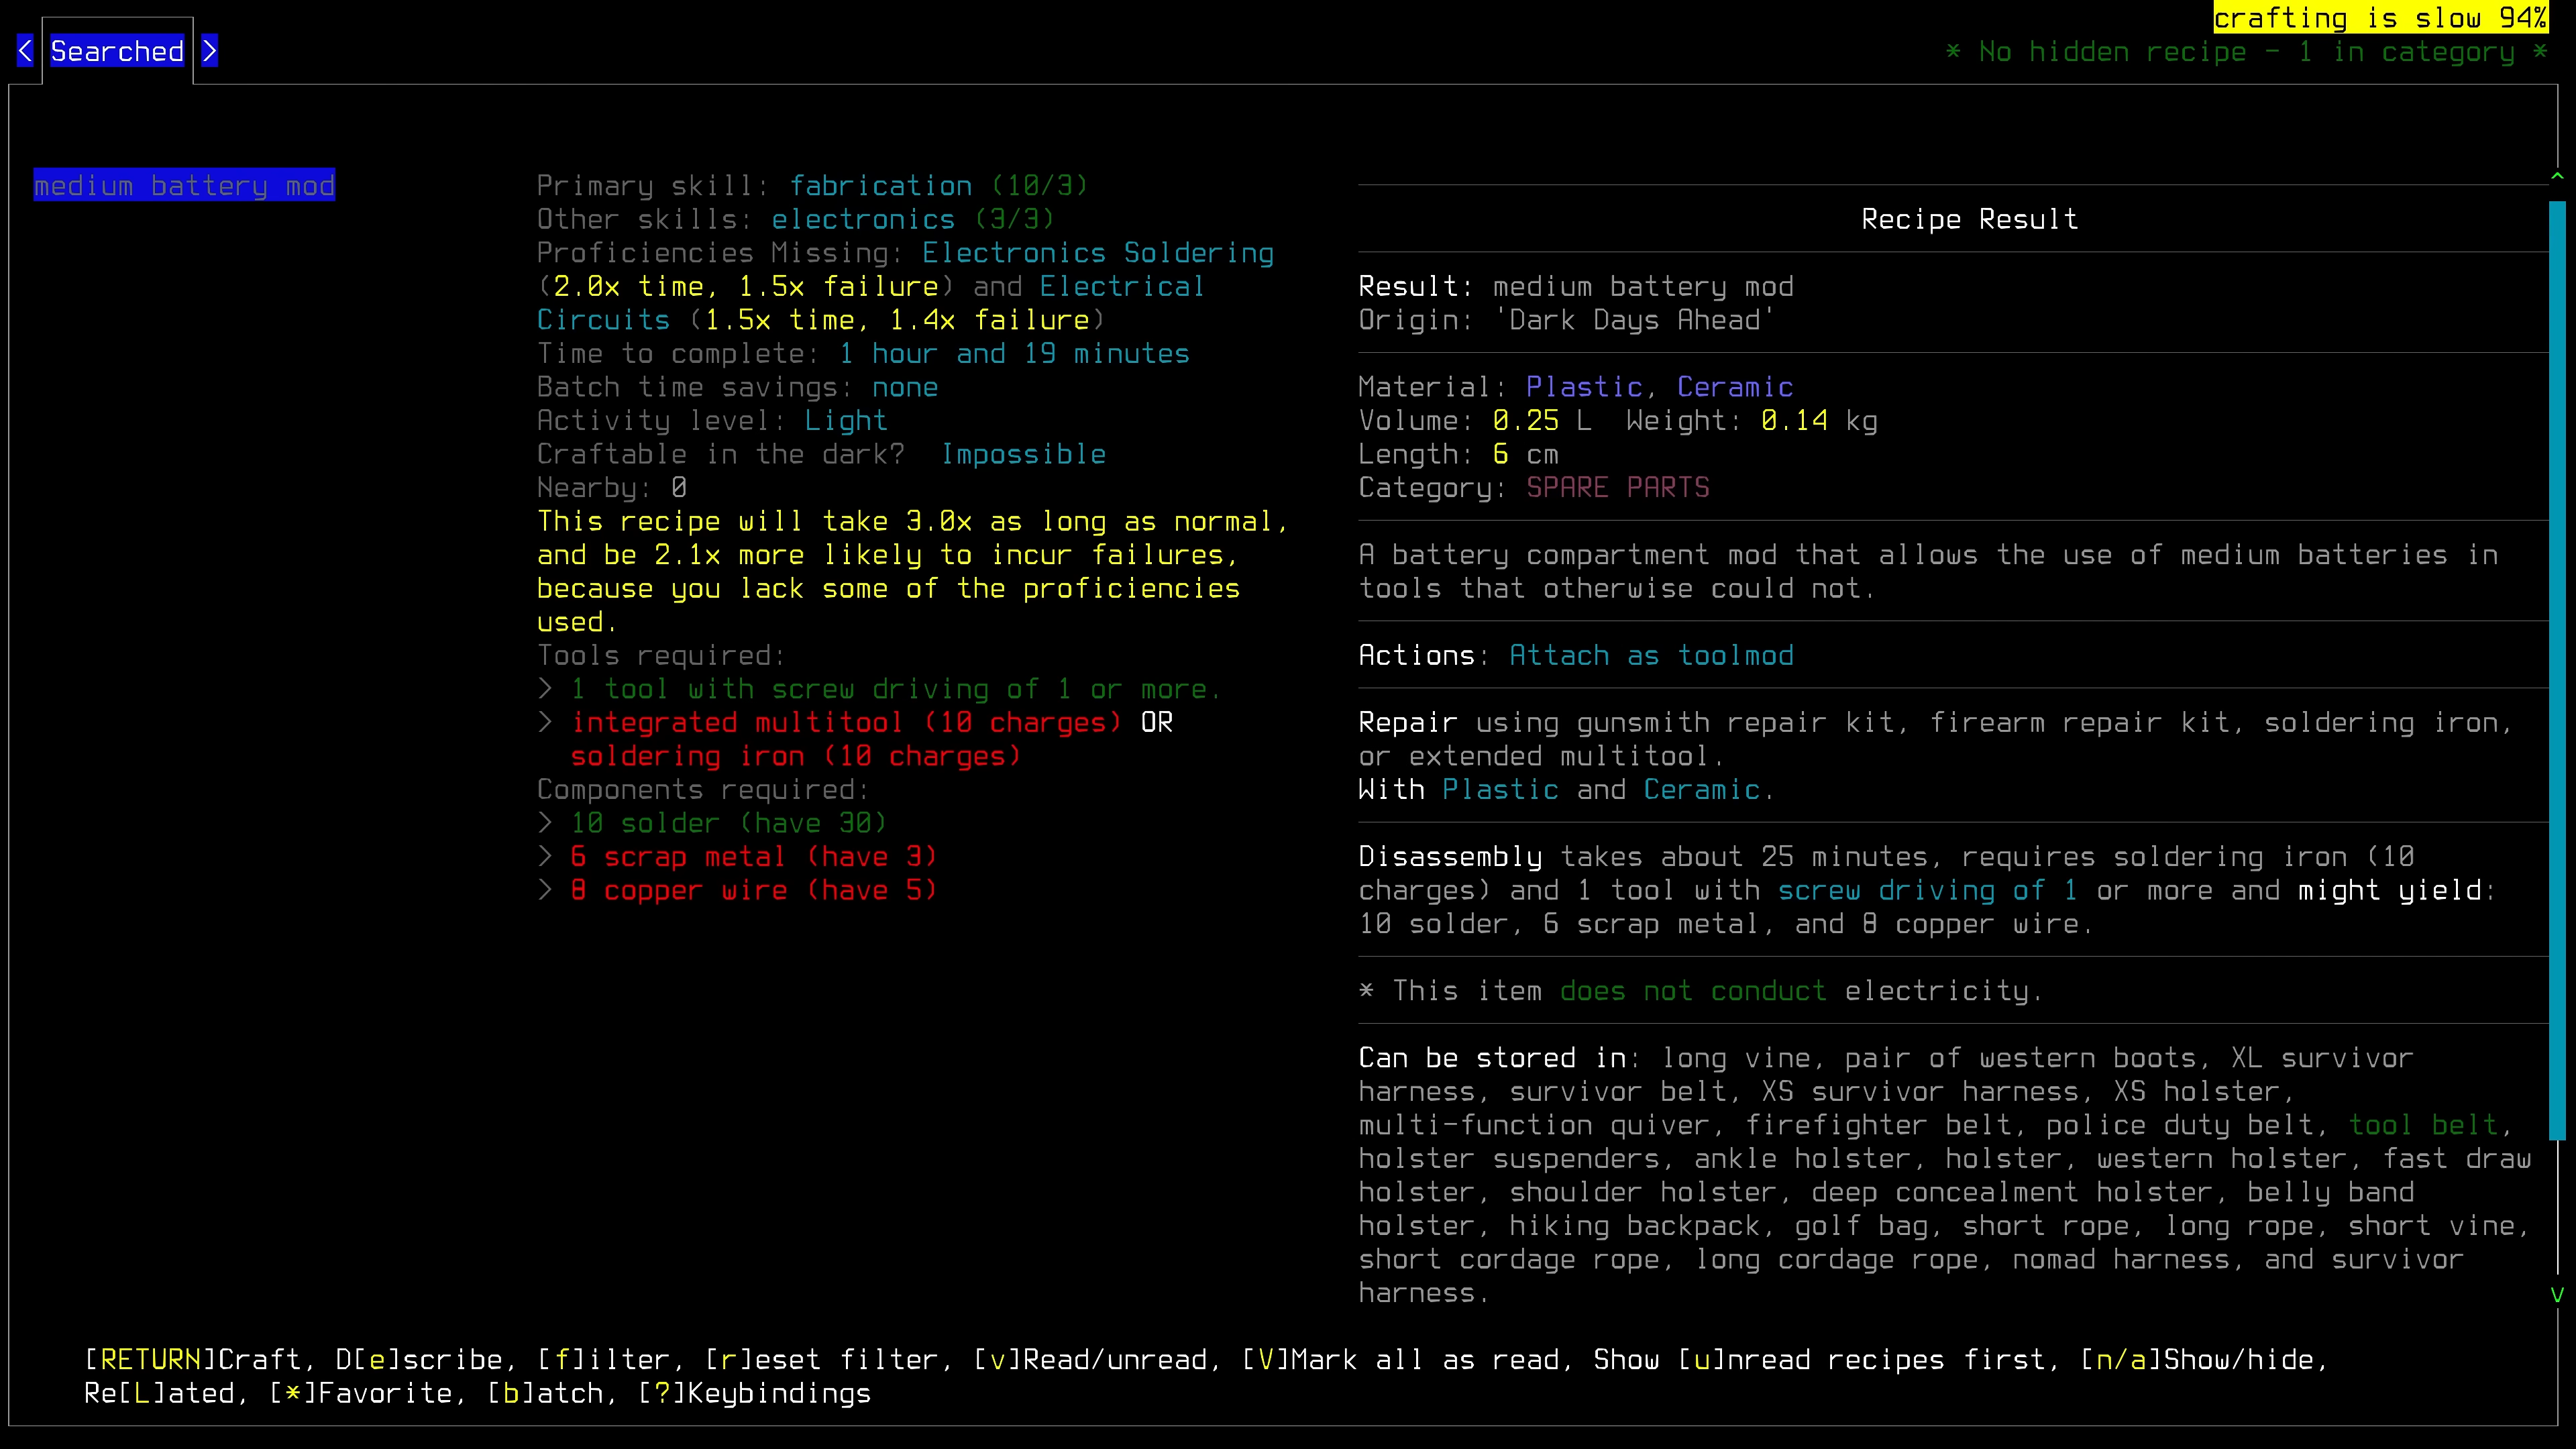 crafting is slow 94%
< Searched >
* No hidden recipe - 1 in category *
medium battery mod
Primary skill: fabrication (10/3)
Other skills: electronics (3/3)
Proficiencies Missing: Electronics Soldering
(2.0x time, 1.5x failure) and Electrical
Circuits (1.5x time, 1.4x failure)
Time to complete: 1 hour and 19 minutes
Batch time savings: none
Activity level: Light
Craftable in the dark? Impossible
Nearby: 0
This recipe will take 3.0x as long as normal,
and be 2.1x more likely to incur failures,
because you lack some of the proficiencies
used.
Tools required:
> 1 tool with screw driving of 1 or more.
> integrated multitool (10 charges) OR
soldering iron (10 charges)
Components required:
> 10 solder (have 30)
> 6 scrap metal (have 3)
> 8 copper wire (have 5)
Recipe Result
Result: medium battery mod
Origin: 'Dark Days Ahead'
Material: Plastic, Ceramic
Volume: 0.25 L Weight: 0.14 kg
Length: 6 cm
Category: SPARE PARTS
A battery compartment mod that allows the use of medium batteries in
tools that otherwise could not.
Actions: Attach as toolmod
Repair using gunsmith repair kit, firearm repair kit, soldering iron,
or extended multitool.
With Plastic and Ceramic.
Disassembly takes about 25 minutes, requires soldering iron (10
charges) and 1 tool with screw driving of 1 or more and might yield:
10 solder, 6 scrap metal, and 8 copper wire.
* This item does not conduct electricity.
Can be stored in: long vine, pair of western boots, XL survivor
harness, survivor belt, XS survivor harness, XS holster,
multi-function quiver, firefighter belt, police duty belt, tool belt,
holster suspenders, ankle holster, holster, western holster, fast draw
holster, shoulder holster, deep concealment holster, belly band
holster, hiking backpack, golf bag, short rope, long rope, short vine,
short cordage rope, long cordage rope, nomad harness, and survivor
harness.
[RETURN]Craft, D[e]scribe, [f]ilter, [r]eset filter, [v]Read/unread, [V]Mark all as read, Show [u]nread recipes first, [n/a]Show/hide,
Re[L]ated, [*]Favorite, [b]atch, [?]Keybindings